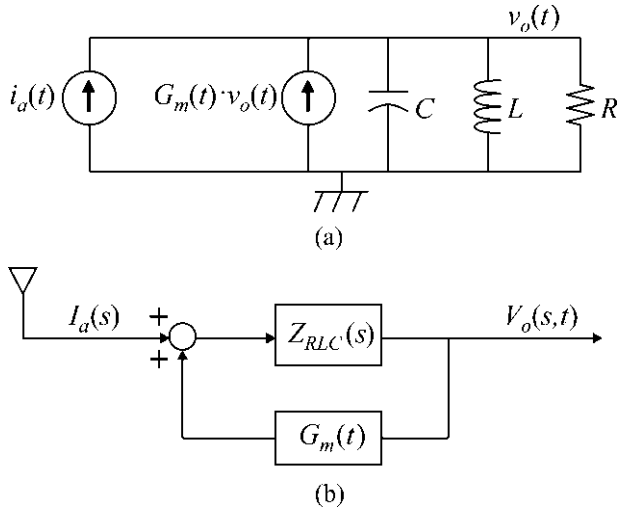 v_o(t)
i_a(t)
G_m(t)·v_o(t)
C
L
R
(a)
I_a(s)
+
+
Z_RLC(s)
V_o(s,t)
G_m(t)
(b)